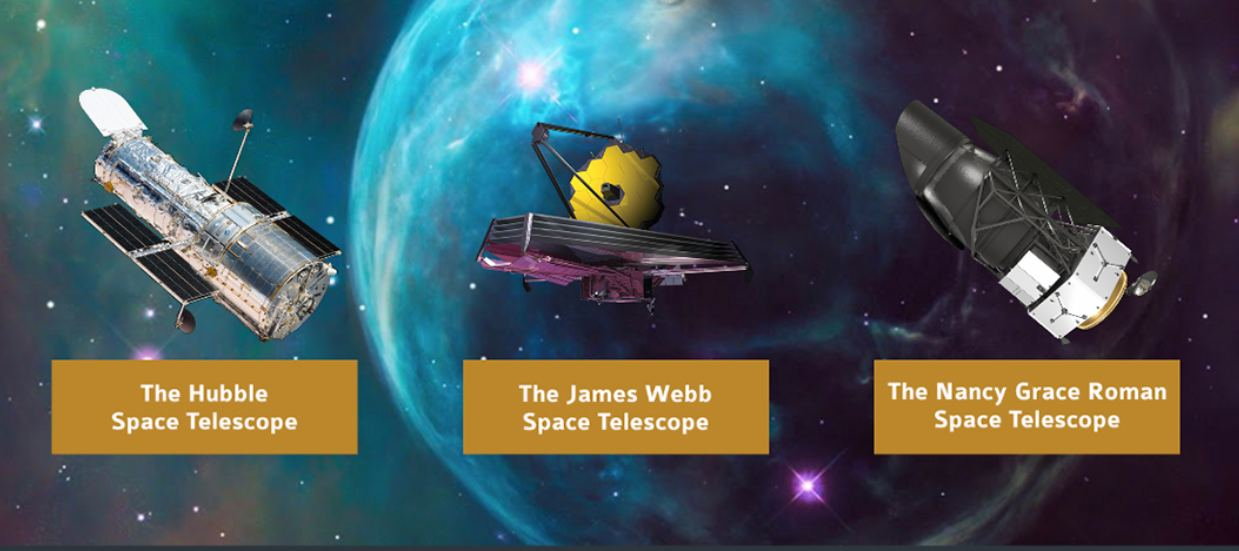 The Hubble
Space Telescope
The James Webb
Space Telescope
The Nancy Grace Roman
Space Telescope